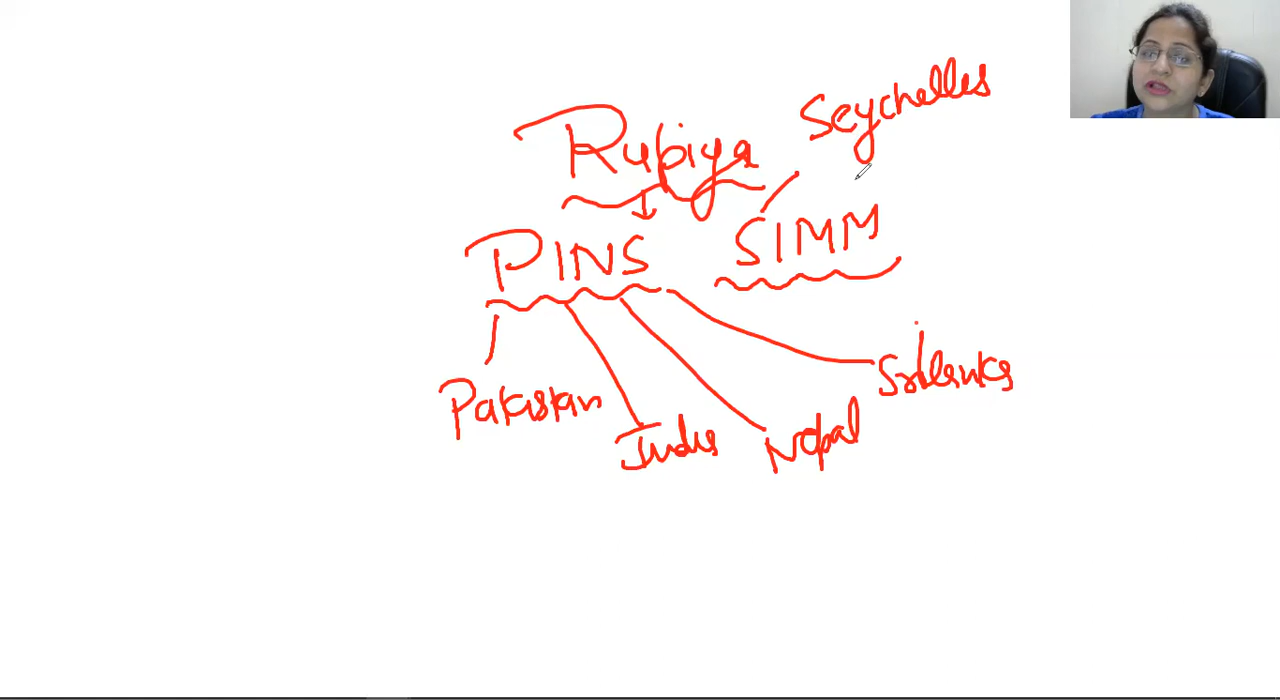 Seychelles
Rupiya
PINS SIMM
Srilanka
Pakistan
India Nepal